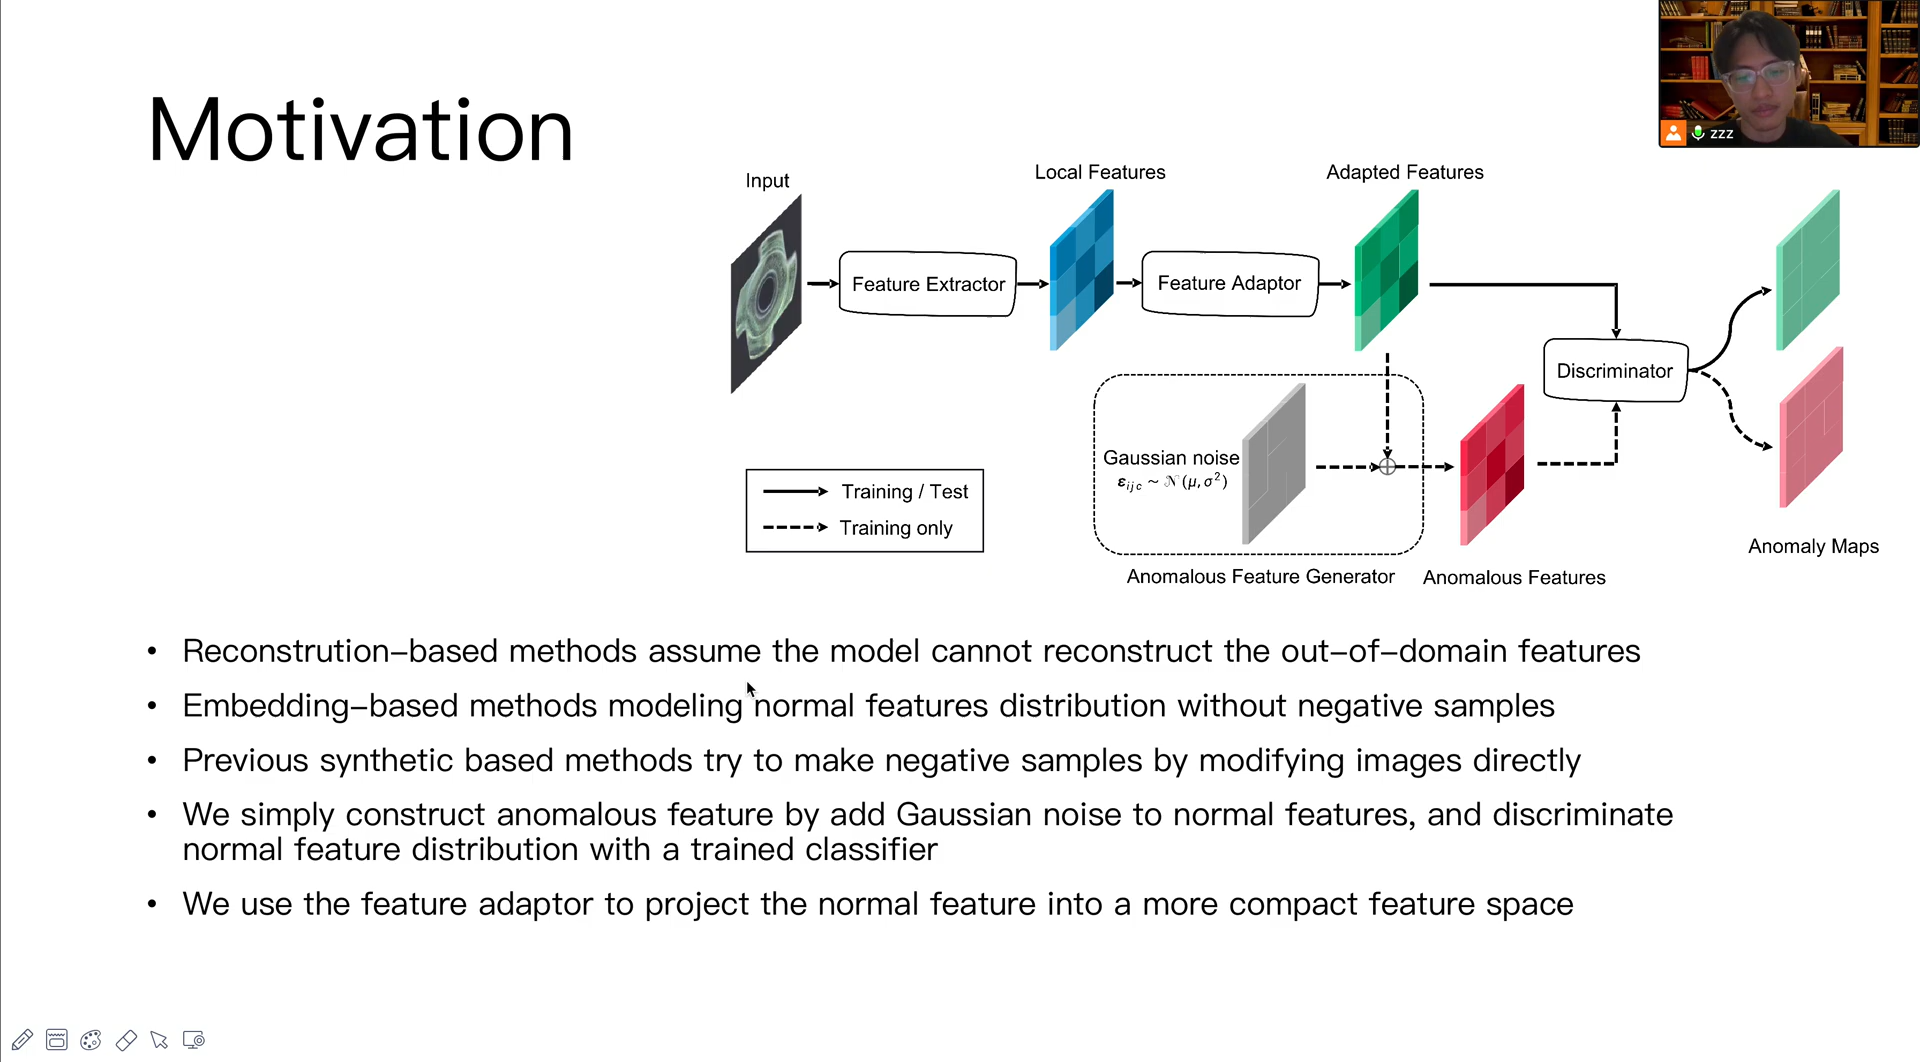 Motivation
zzz
Input
Local Features
Adapted Features
Feature Extractor
Feature Adaptor
Discriminator
Gaussian noise
ε_ijc ~ N(μ, σ²)
Training / Test
Training only
Anomalous Feature Generator
Anomalous Features
Anomaly Maps
• Reconstrution-based methods assume the model cannot reconstruct the out-of-domain features
• Embedding-based methods modeling normal features distribution without negative samples
• Previous synthetic based methods try to make negative samples by modifying images directly
• We simply construct anomalous feature by add Gaussian noise to normal features, and discriminate
normal feature distribution with a trained classifier
• We use the feature adaptor to project the normal feature into a more compact feature space